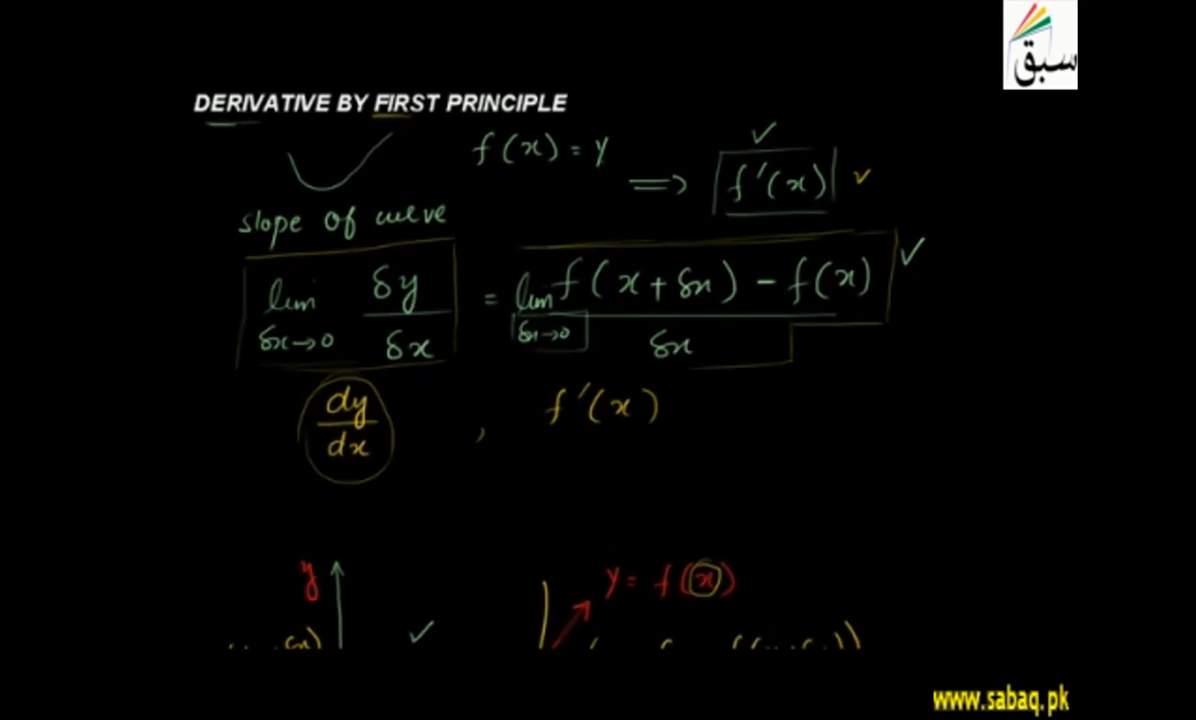 سبق
DERIVATIVE BY FIRST PRINCIPLE
f(x) = y
⟹ f'(x)
slope of curve
lim δx→0 δy/δx = lim δx→0 f(x+δx) - f(x) / δx
dy/dx , f'(x)
y
y = f(x)
www.sabaq.pk